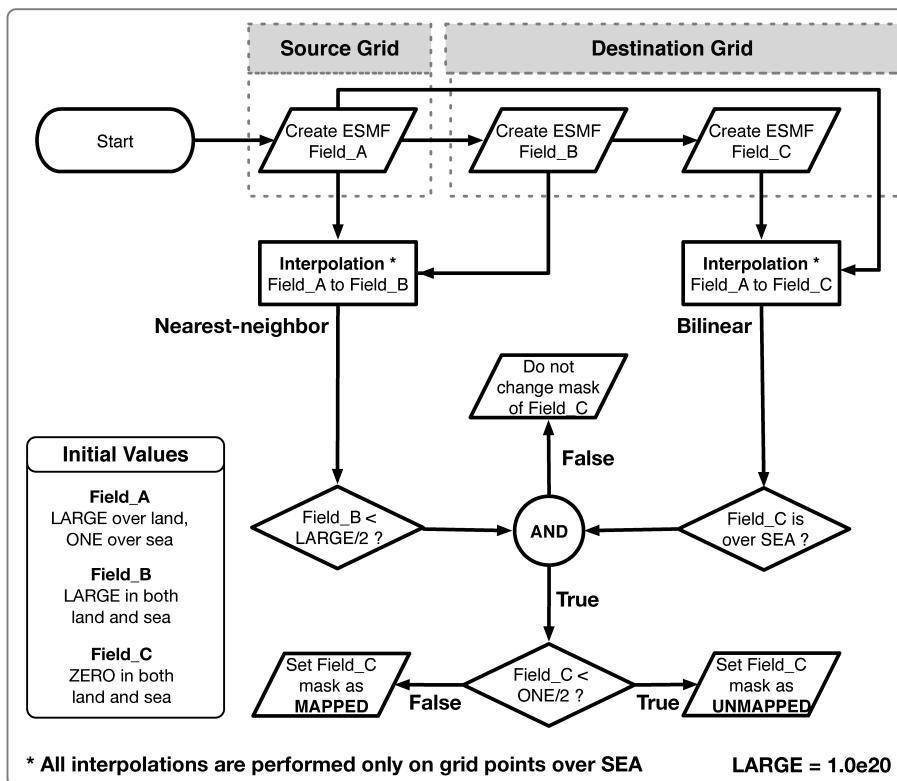 Source Grid
Destination Grid
Start
Create ESMF
Field_A
Create ESMF
Field_B
Create ESMF
Field_C
Interpolation *
Field_A to Field_B
Interpolation *
Field_A to Field_C
Nearest-neighbor
Bilinear
Do not
change mask
of Field_C
False
Initial Values
Field_A
LARGE over land,
ONE over sea
Field_B
LARGE in both
land and sea
Field_C
ZERO in both
land and sea
Field_B <
LARGE/2 ?
AND
Field_C is
over SEA ?
True
Set Field_C
mask as
MAPPED
False
Field_C <
ONE/2 ?
True
Set Field_C
mask as
UNMAPPED
* All interpolations are performed only on grid points over SEA
LARGE = 1.0e20